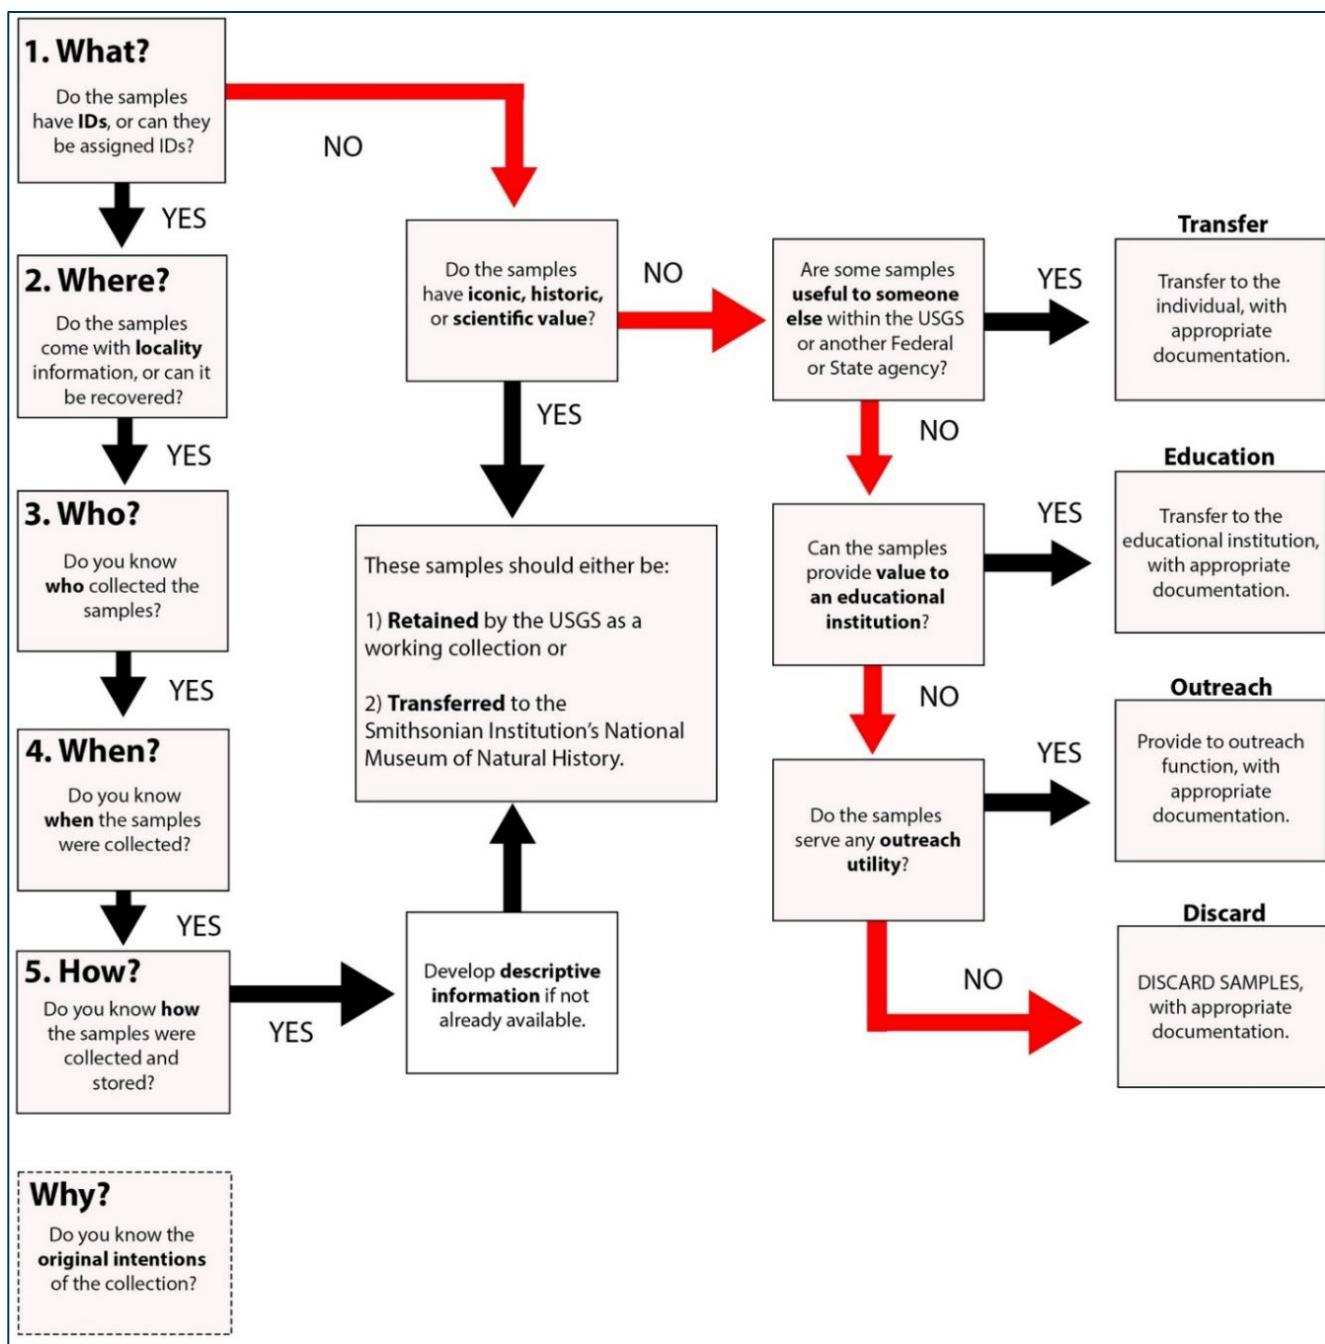 1. What?
Do the samples
have IDs, or can they
be assigned IDs?
NO
YES
2. Where?
Do the samples
come with locality
information, or can it
be recovered?
YES
3. Who?
Do you know
who collected the
samples?
YES
4. When?
Do you know
when the samples
were collected?
YES
5. How?
Do you know how
the samples were
collected and
stored?
YES
Why?
Do you know the
original intentions
of the collection?
Do the samples
have iconic, historic,
or scientific value?
NO
YES
These samples should either be:
1) Retained by the USGS as a
working collection or
2) Transferred to the
Smithsonian Institution’s National
Museum of Natural History.
Develop descriptive
information if not
already available.
Are some samples
useful to someone
else within the USGS
or another Federal
or State agency?
YES
NO
Can the samples
provide value to
an educational
institution?
YES
NO
Do the samples
serve any outreach
utility?
YES
NO
Transfer
Transfer to the
individual, with
appropriate
documentation.
Education
Transfer to the
educational institution,
with appropriate
documentation.
Outreach
Provide to outreach
function, with
appropriate
documentation.
Discard
DISCARD SAMPLES,
with appropriate
documentation.